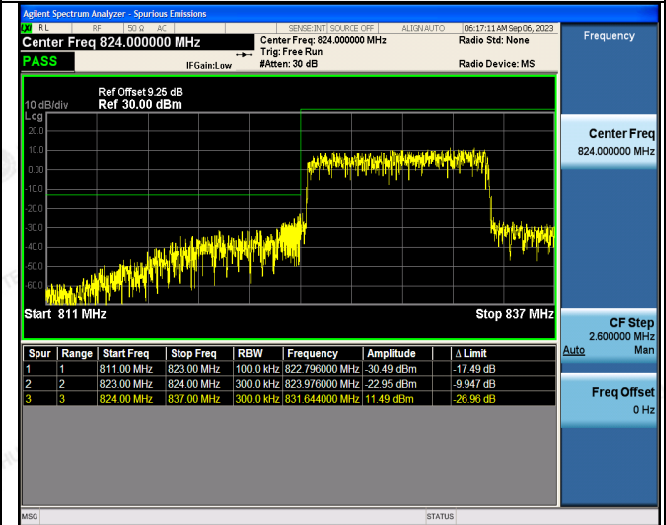 Agilent Spectrum Analyzer - Spurious Emissions
RL RF 50 Ω AC SENSE:INT SOURCE OFF ALIGN AUTO 06:17:11 AM Sep 06, 2023
Center Freq 824.000000 MHz
Center Freq: 824.000000 MHz
Radio Std: None
Trig: Free Run
PASS
IFGain:Low
#Atten: 30 dB
Radio Device: MS
Ref Offset 9.25 dB
10 dB/div Ref 30.00 dBm
Log
20.0
10.0
0.00
-10.0
-20.0
-30.0
-40.0
-50.0
-60.0
Start 811 MHz Stop 837 MHz
Spur Range Start Freq Stop Freq RBW Frequency Amplitude Δ Limit
1 1 811.00 MHz 823.00 MHz 100.0 kHz 822.796000 MHz -30.49 dBm -17.49 dB
2 2 823.00 MHz 824.00 MHz 300.0 kHz 823.976000 MHz -22.95 dBm -9.947 dB
3 3 824.00 MHz 837.00 MHz 300.0 kHz 831.644000 MHz 11.49 dBm -26.96 dB
MSG STATUS
Frequency
Center Freq
824.000000 MHz
CF Step
2.600000 MHz
Auto Man
Freq Offset
0 Hz